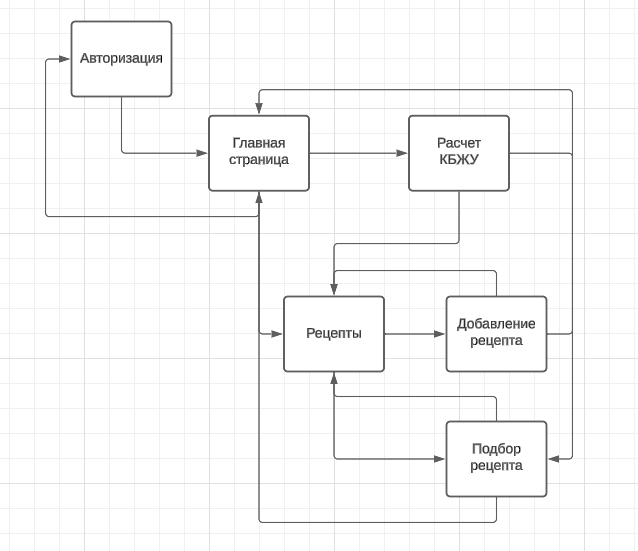 Авторизация
Главная
страница
Расчет
КБЖУ
Рецепты
Добавление
рецепта
Подбор
рецепта